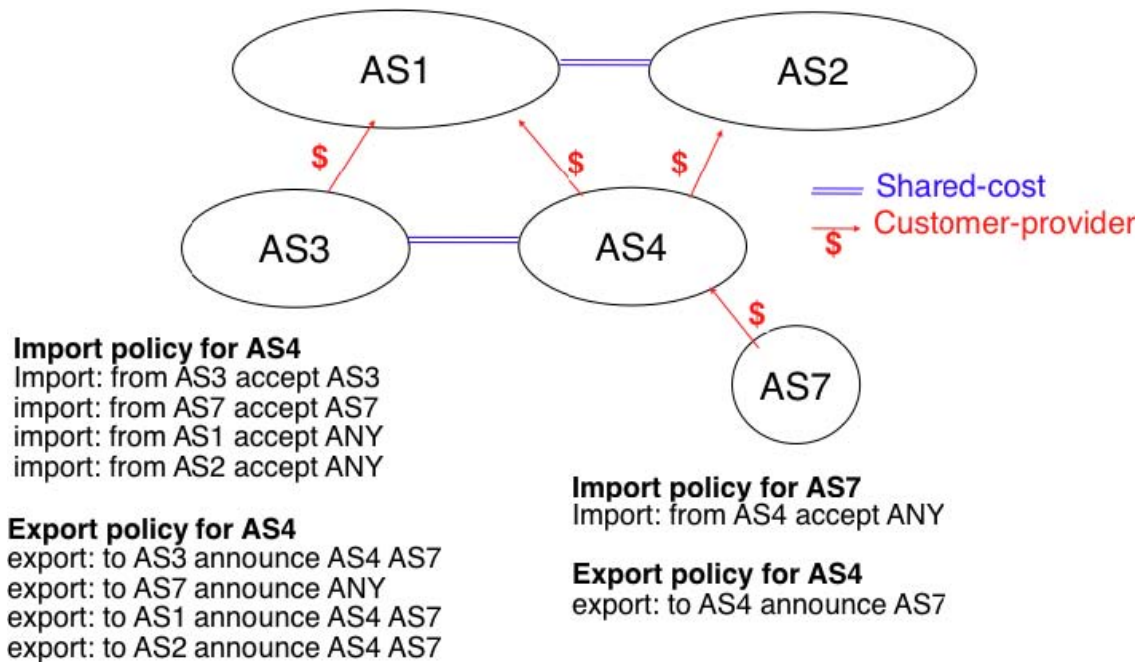 AS1
AS2
$
$
$
Shared-cost
$
Customer-provider
AS3
AS4
$
AS7
Import policy for AS4
Import: from AS3 accept AS3
import: from AS7 accept AS7
import: from AS1 accept ANY
import: from AS2 accept ANY
Export policy for AS4
export: to AS3 announce AS4 AS7
export: to AS7 announce ANY
export: to AS1 announce AS4 AS7
export: to AS2 announce AS4 AS7
Import policy for AS7
Import: from AS4 accept ANY
Export policy for AS4
export: to AS4 announce AS7